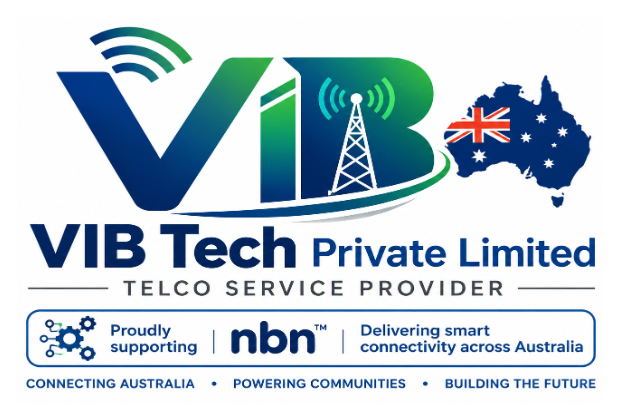 VIB
VIB Tech Private Limited
TELCO SERVICE PROVIDER
Proudly
supporting
nbn™
Delivering smart
connectivity across Australia
CONNECTING AUSTRALIA • POWERING COMMUNITIES • BUILDING THE FUTURE